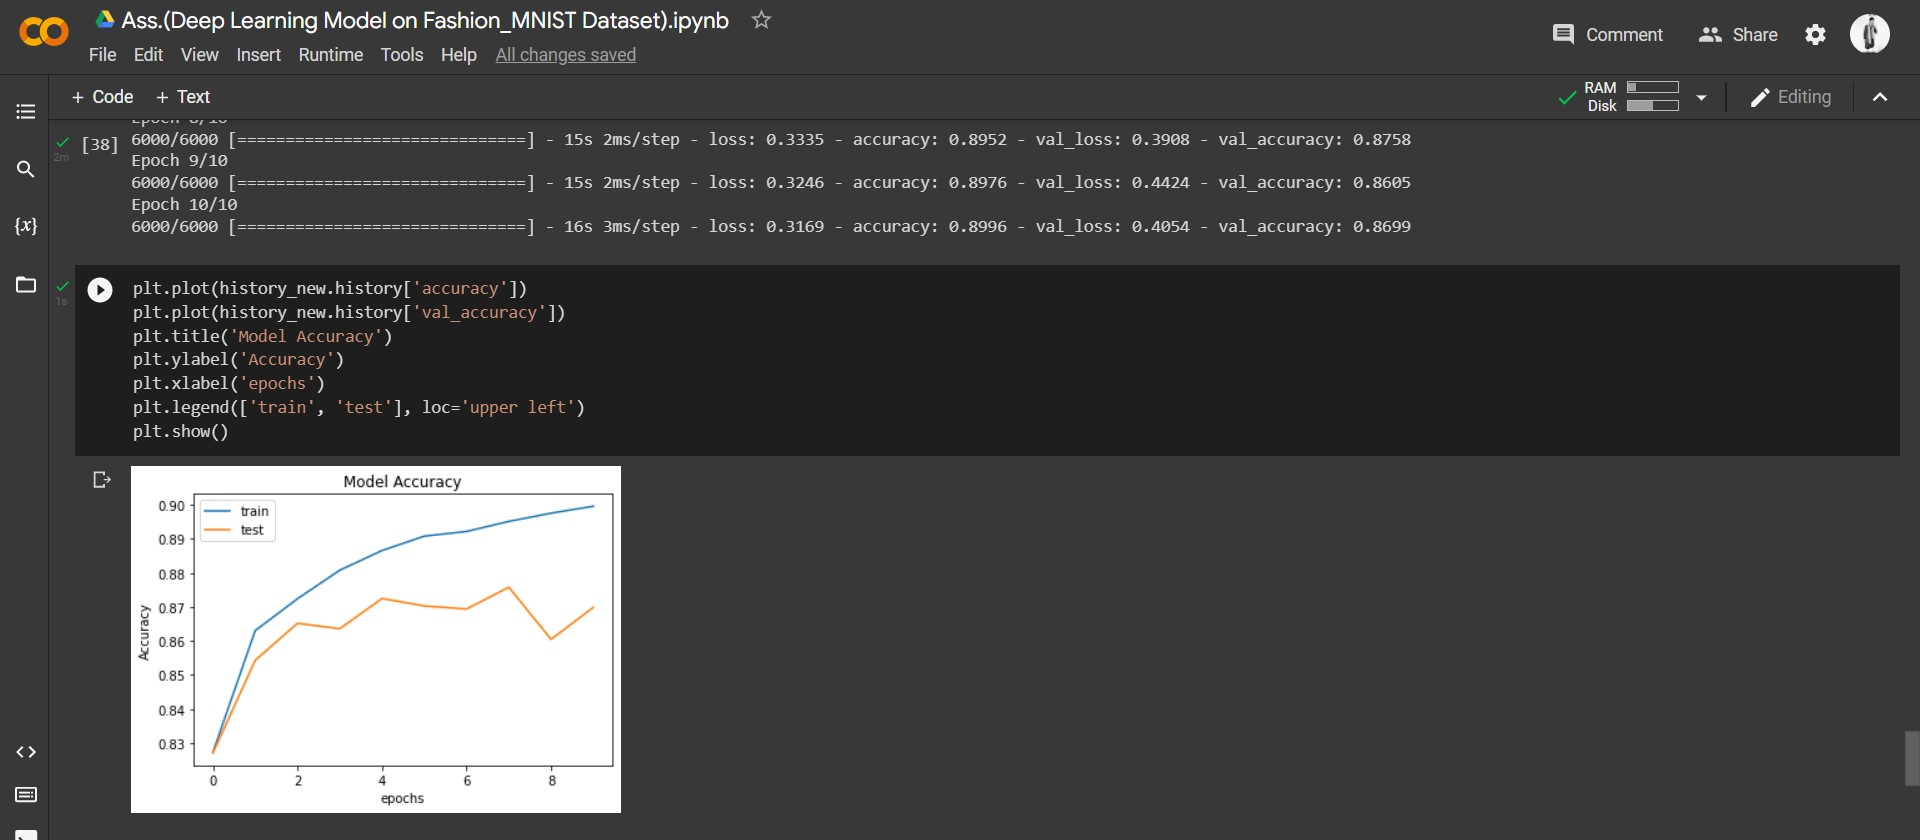 Ass.(Deep Learning Model on Fashion_MNIST Dataset).ipynb
File Edit View Insert Runtime Tools Help All changes saved
Comment Share
+ Code + Text
RAM
Disk
Editing
[38]
2m
6000/6000 [==============================] - 15s 2ms/step - loss: 0.3335 - accuracy: 0.8952 - val_loss: 0.3908 - val_accuracy: 0.8758
Epoch 9/10
6000/6000 [==============================] - 15s 2ms/step - loss: 0.3246 - accuracy: 0.8976 - val_loss: 0.4424 - val_accuracy: 0.8605
Epoch 10/10
6000/6000 [==============================] - 16s 3ms/step - loss: 0.3169 - accuracy: 0.8996 - val_loss: 0.4054 - val_accuracy: 0.8699
{x}
1s
plt.plot(history_new.history['accuracy'])
plt.plot(history_new.history['val_accuracy'])
plt.title('Model Accuracy')
plt.ylabel('Accuracy')
plt.xlabel('epochs')
plt.legend(['train', 'test'], loc='upper left')
plt.show()
Model Accuracy
train
test
0.90
0.89
0.88
0.87
0.86
0.85
0.84
0.83
Accuracy
0 2 4 6 8
epochs